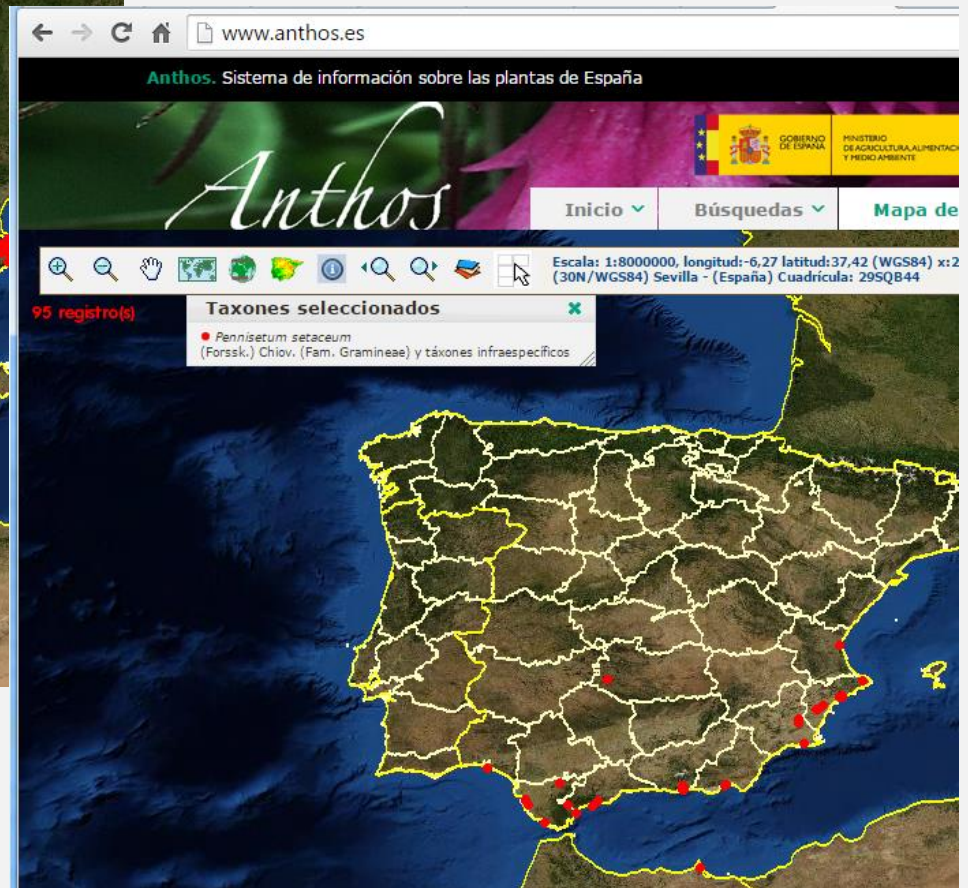 www.anthos.es
Anthos. Sistema de información sobre las plantas de España
GOBIERNO
DE ESPAÑA
MINISTERIO
DE AGRICULTURA, ALIMENTACIÓ
Y MEDIO AMBIENTE
Anthos
Inicio Búsquedas Mapa de
Escala: 1:8000000, longitud:-6,27 latitud:37,42 (WGS84) x:2
(30N/WGS84) Sevilla - (España) Cuadrícula: 29SQB44
95 registro(s)
Taxones seleccionados
Pennisetum setaceum
(Forssk.) Chiov. (Fam. Gramineae) y táxones infraespecíficos